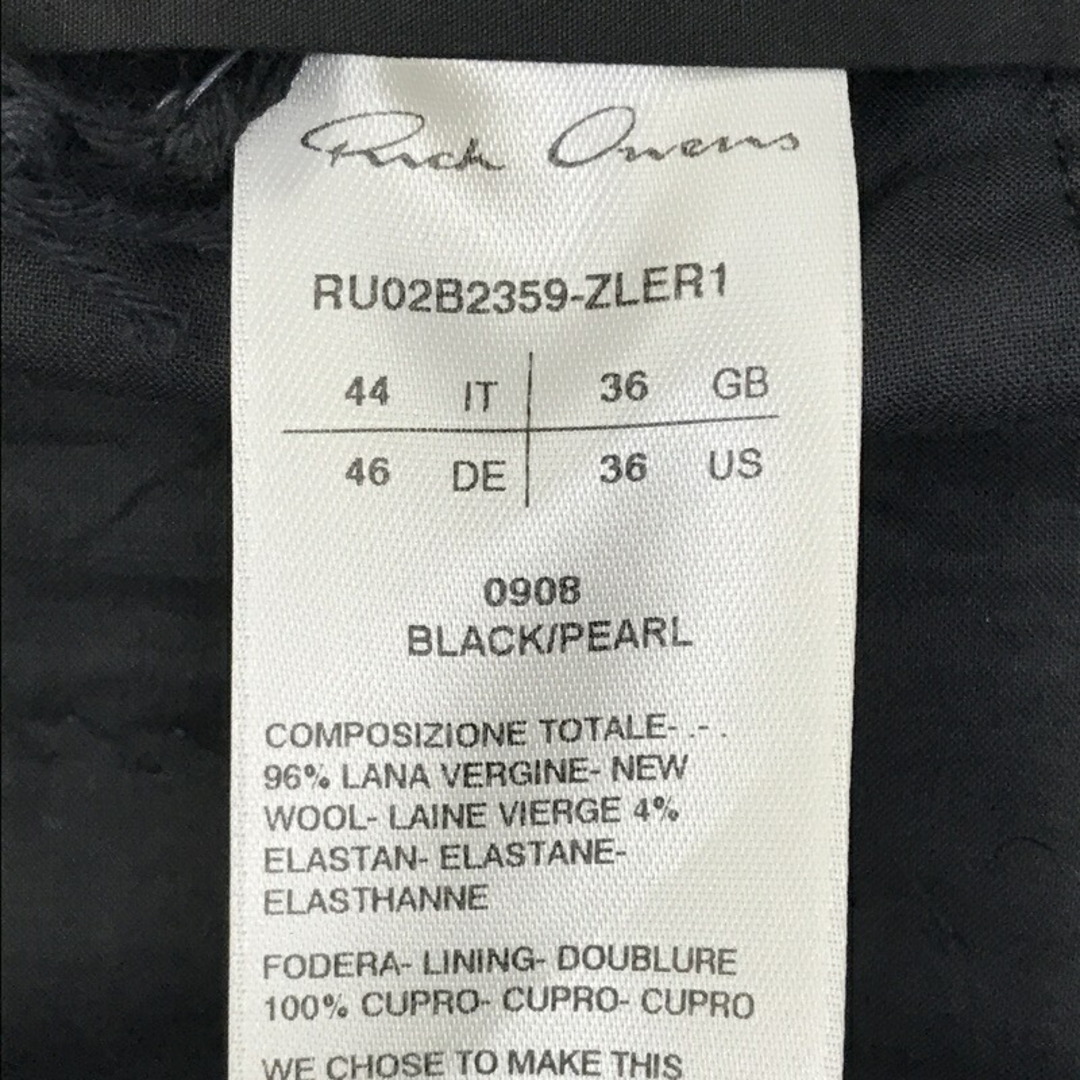 Rick Owens
RU02B2359-ZLER1
44 IT 36 GB
46 DE 36 US
0908
BLACK/PEARL
COMPOSIZIONE TOTALE- .- .
96% LANA VERGINE- NEW
WOOL- LAINE VIERGE 4%
ELASTAN- ELASTANE-
ELASTHANNE
FODERA- LINING- DOUBLURE
100% CUPRO- CUPRO- CUPRO
WE CHOSE TO MAKE THIS